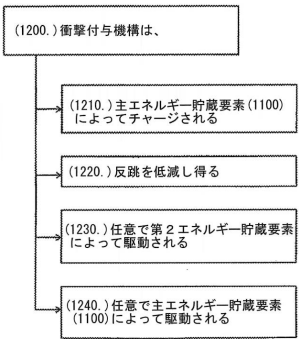 (1200.)衝撃付与機構は、
(1210.)主エネルギー貯蔵要素(1100)
によってチャージされる
(1220.)反跳を低減し得る
(1230.)任意で第2エネルギー貯蔵要素
によって駆動される
(1240.)任意で主エネルギー貯蔵要素
(1100)によって駆動される